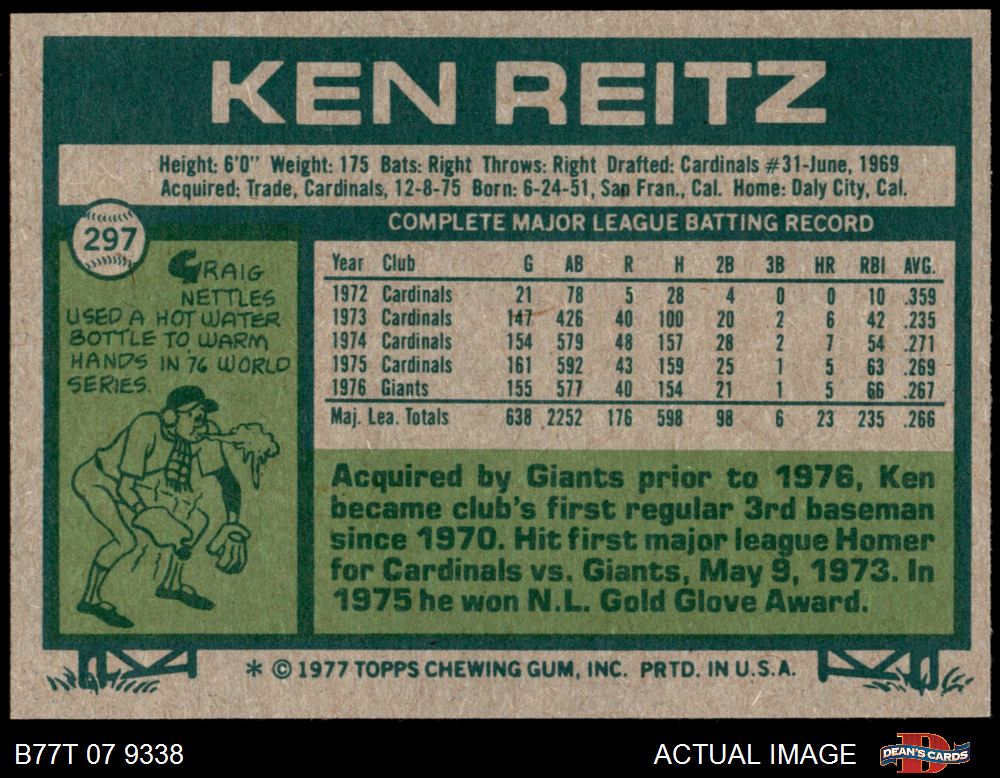 KEN REITZ
Height: 6'0" Weight: 175 Bats: Right Throws: Right Drafted: Cardinals #31-June, 1969
Acquired: Trade, Cardinals, 12-8-75 Born: 6-24-51, San Fran., Cal. Home: Daly City, Cal.
297
GRAIG
NETTLES
USED A HOT WATER
BOTTLE TO WARM
HANDS IN '76 WORLD
SERIES.
COMPLETE MAJOR LEAGUE BATTING RECORD
Year Club G AB R H 2B 3B HR RBI AVG.
1972 Cardinals 21 78 5 28 4 0 0 10 .359
1973 Cardinals 147 426 40 100 20 2 6 42 .235
1974 Cardinals 154 579 48 157 28 2 7 54 .271
1975 Cardinals 161 592 43 159 25 1 5 63 .269
1976 Giants 155 577 40 154 21 1 5 66 .267
Maj. Lea. Totals 638 2252 176 598 98 6 23 235 .266
Acquired by Giants prior to 1976, Ken
became club's first regular 3rd baseman
since 1970. Hit first major league Homer
for Cardinals vs. Giants, May 9, 1973. In
1975 he won N.L. Gold Glove Award.
* © 1977 TOPPS CHEWING GUM, INC. PRTD. IN U.S.A.
B77T 07 9338
ACTUAL IMAGE
DEAN'S CARDS